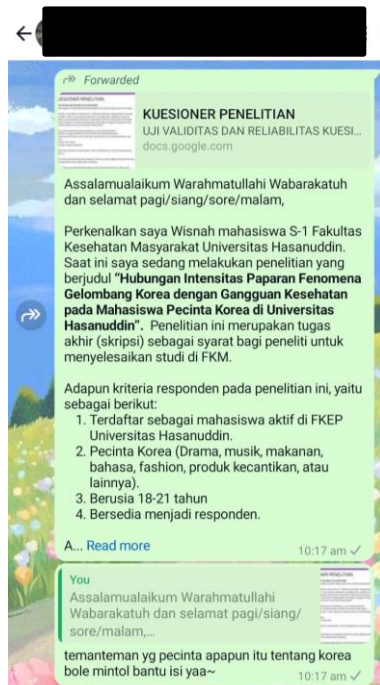 Forwarded
KUESIONER PENELITIAN
UJI VALIDITAS DAN RELIABILITAS KUESI...
docs.google.com
Assalamualaikum Warahmatullahi Wabarakatuh
dan selamat pagi/siang/sore/malam,
Perkenalkan saya Wisnah mahasiswa S-1 Fakultas
Kesehatan Masyarakat Universitas Hasanuddin.
Saat ini saya sedang melakukan penelitian yang
berjudul “Hubungan Intensitas Paparan Fenomena
Gelombang Korea dengan Gangguan Kesehatan
pada Mahasiswa Pecinta Korea di Universitas
Hasanuddin”. Penelitian ini merupakan tugas
akhir (skripsi) sebagai syarat bagi peneliti untuk
menyelesaikan studi di FKM.
Adapun kriteria responden pada penelitian ini, yaitu
sebagai berikut:
1. Terdaftar sebagai mahasiswa aktif di FKEP
Universitas Hasanuddin.
2. Pecinta Korea (Drama, musik, makanan,
bahasa, fashion, produk kecantikan, atau
lainnya).
3. Berusia 18-21 tahun
4. Bersedia menjadi responden.
A... Read more
10:17 am
You
Assalamualaikum Warahmatullahi
Wabarakatuh dan selamat pagi/siang/
sore/malam,...
temanteman yg pecinta apapun itu tentang korea
bole mintol bantu isi yaa~
10:17 am